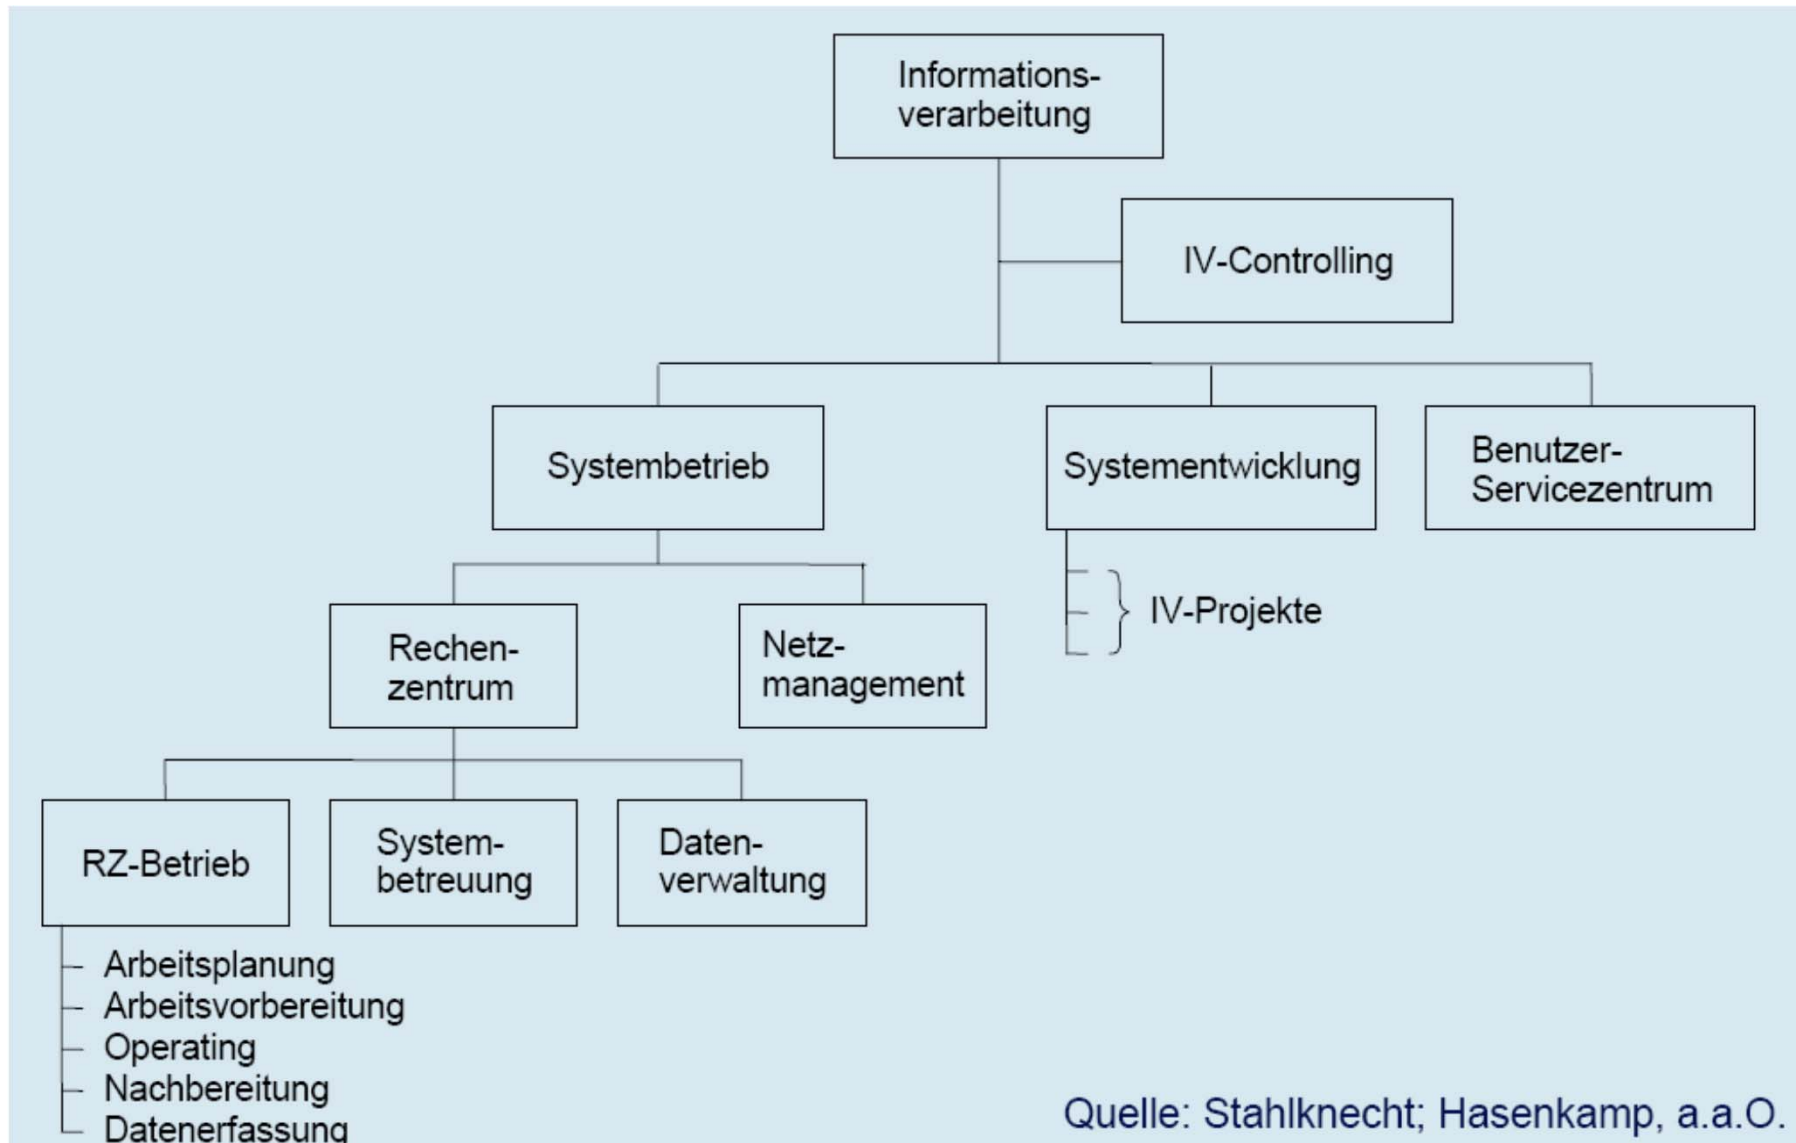 Informations-
verarbeitung
IV-Controlling
Systembetrieb
Systementwicklung
Benutzer-
Servicezentrum
IV-Projekte
Rechen-
zentrum
Netz-
management
RZ-Betrieb
System-
betreuung
Daten-
verwaltung
Arbeitsplanung
Arbeitsvorbereitung
Operating
Nachbereitung
Datenerfassung
Quelle: Stahlknecht; Hasenkamp, a.a.O.